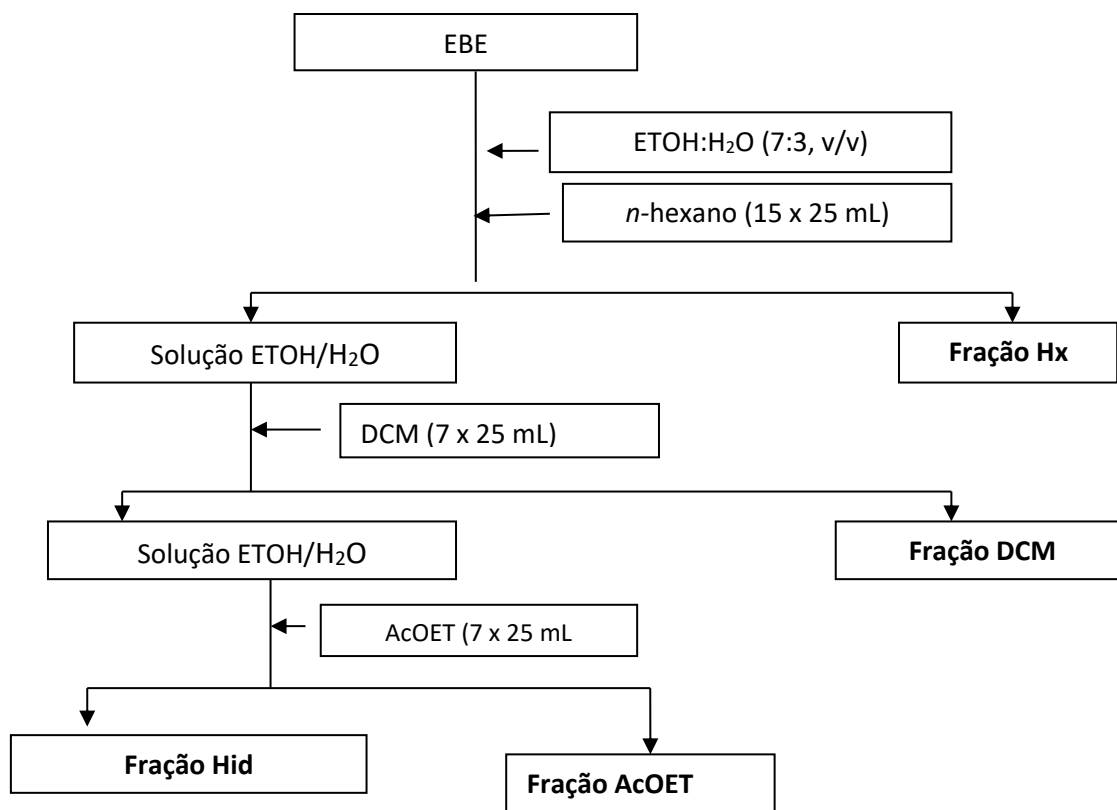 EBE
ETOH:H₂O (7:3, v/v)
n-hexano (15 x 25 mL)
Solução ETOH/H₂O
Fração Hx
DCM (7 x 25 mL)
Solução ETOH/H₂O
Fração DCM
AcOET (7 x 25 mL
Fração Hid
Fração AcOET